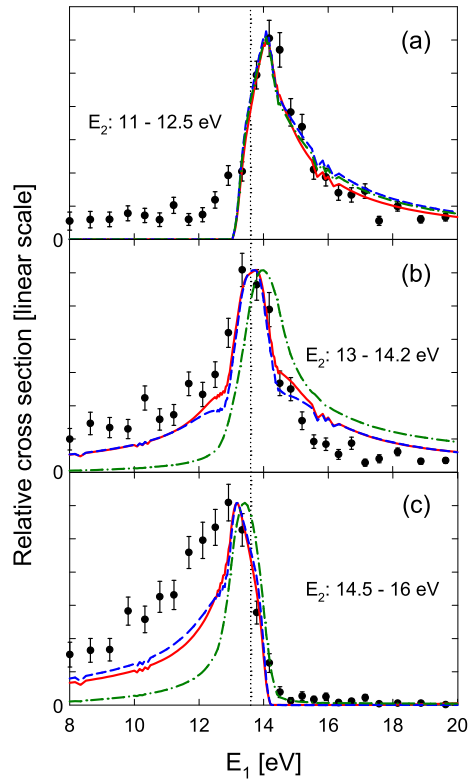 (a)
E₂: 11 - 12.5 eV
0
(b)
E₂: 13 - 14.2 eV
0
(c)
E₂: 14.5 - 16 eV
0
8 10 12 14 16 18 20
E₁ [eV]
Relative cross section [linear scale]